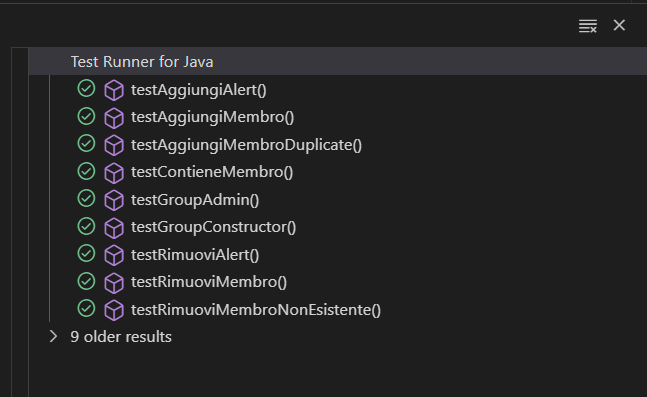 Test Runner for Java
testAggiungiAlert()
testAggiungiMembro()
testAggiungiMembroDuplicate()
testContieneMembro()
testGroupAdmin()
testGroupConstructor()
testRimuoviAlert()
testRimuoviMembro()
testRimuoviMembroNonEsistente()
9 older results